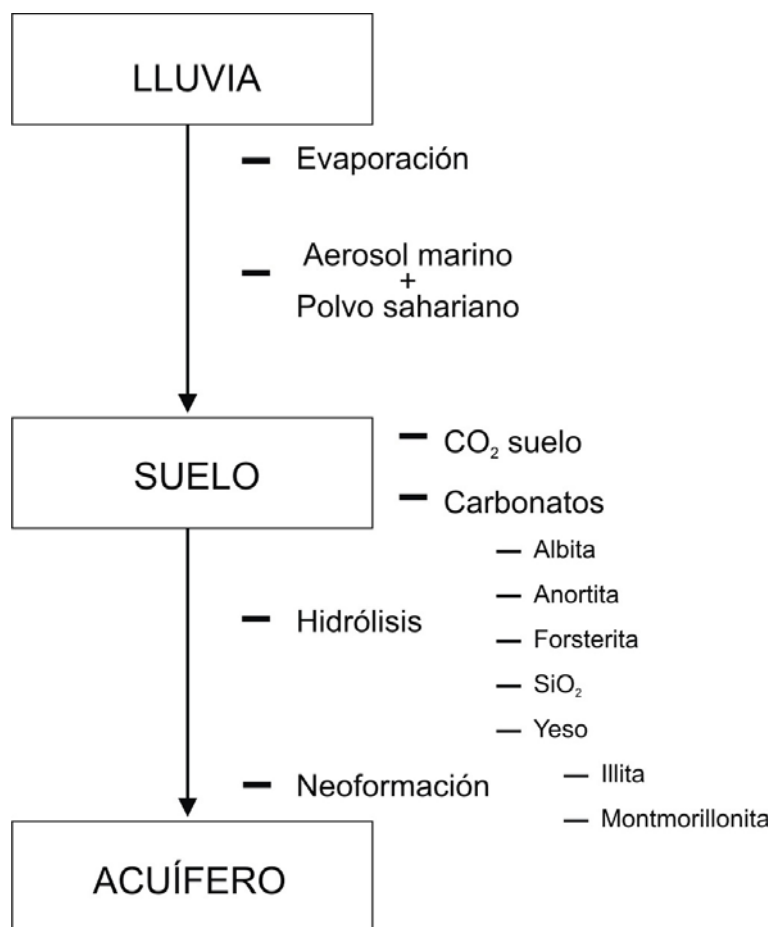 LLUVIA
Evaporación
Aerosol marino
+
Polvo sahariano
SUELO
CO₂ suelo
Carbonatos
Albita
Anortita
Hidrólisis
Forsterita
SiO₂
Yeso
Neoformación
Illita
Montmorillonita
ACUÍFERO